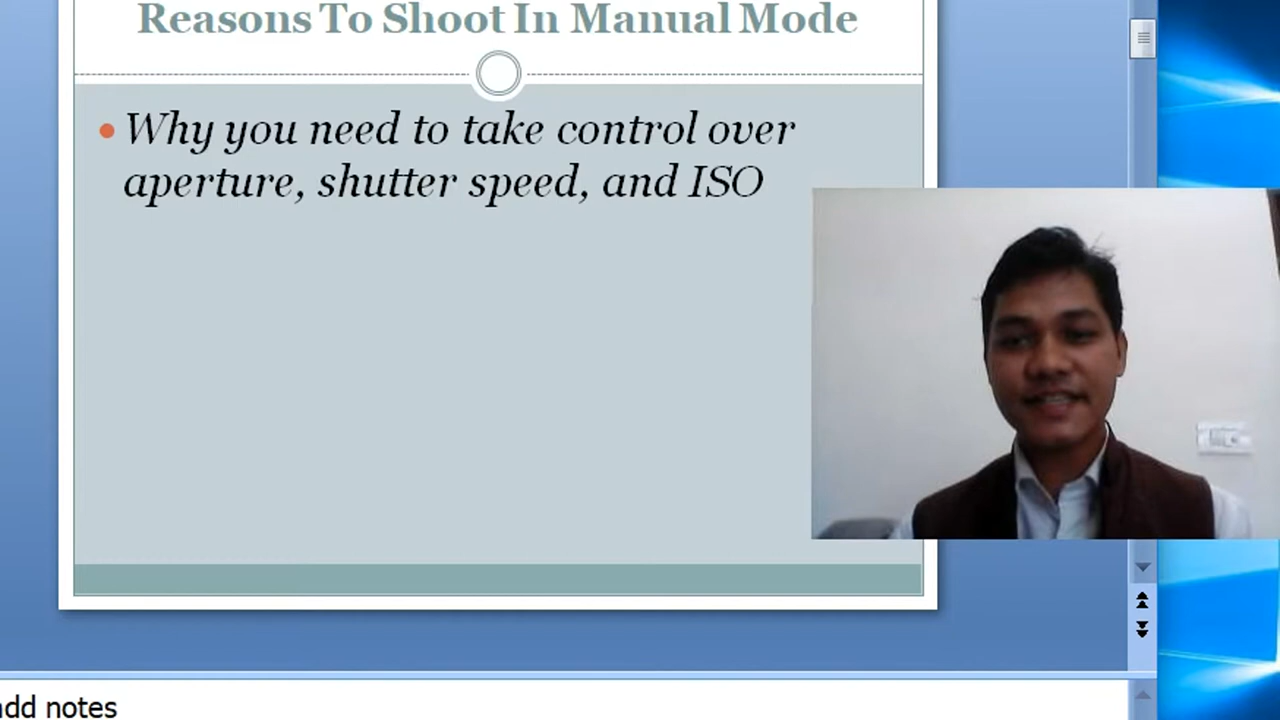 Reasons To Shoot In Manual Mode
Why you need to take control over
aperture, shutter speed, and ISO
add notes